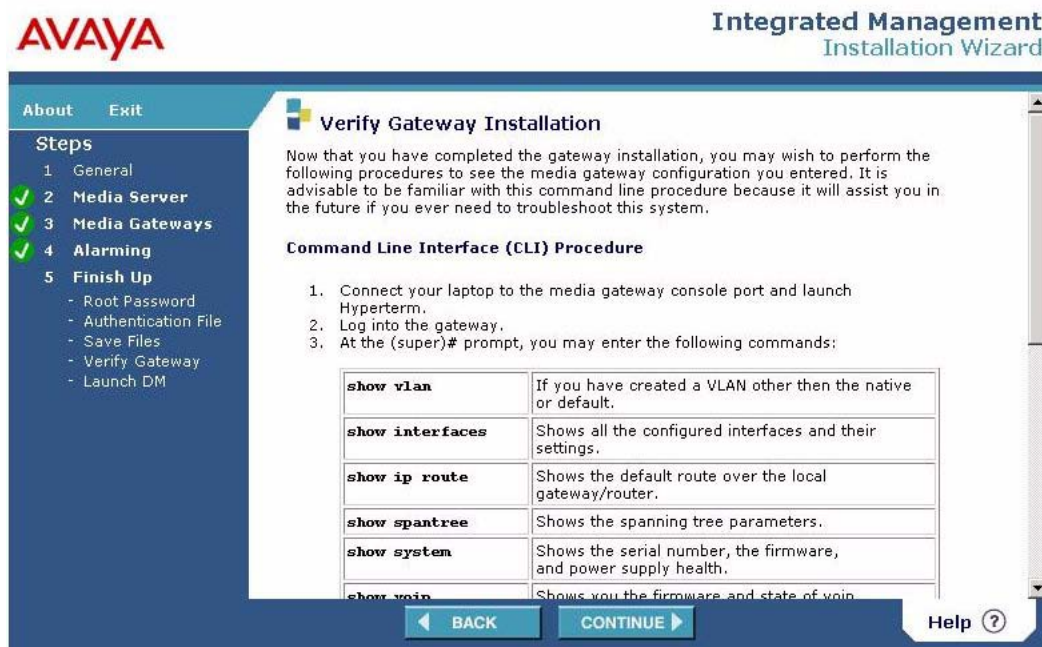 AVAYA
Integrated Management
Installation Wizard
About Exit
Steps
1 General
2 Media Server
3 Media Gateways
4 Alarming
5 Finish Up
- Root Password
- Authentication File
- Save Files
- Verify Gateway
- Launch DM
Verify Gateway Installation
Now that you have completed the gateway installation, you may wish to perform the
following procedures to see the media gateway configuration you entered. It is
advisable to be familiar with this command line procedure because it will assist you in
the future if you ever need to troubleshoot this system.
Command Line Interface (CLI) Procedure
1. Connect your laptop to the media gateway console port and launch
Hyperterm.
2. Log into the gateway.
3. At the (super)# prompt, you may enter the following commands:
show vlan If you have created a VLAN other then the native
or default.
show interfaces Shows all the configured interfaces and their
settings.
show ip route Shows the default route over the local
gateway/router.
show spantree Shows the spanning tree parameters.
show system Shows the serial number, the firmware,
and power supply health.
show voip Shows you the firmware and state of voip
BACK CONTINUE
Help ?